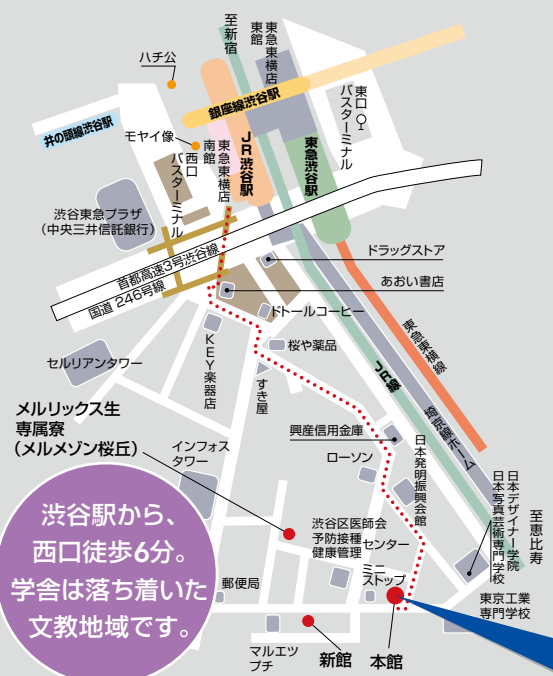 至新宿
東急東横店
東館
ハチ公
銀座線渋谷駅
東口
バスターミナル
井の頭線渋谷駅
モヤイ像
西口
バスターミナル
東急東横店
南館
JR渋谷駅
東急渋谷駅
渋谷東急プラザ
(中央三井信託銀行)
首都高速3号渋谷線
国道 246号線
ドラッグストア
あおい書店
ドトールコーヒー
東急東横線
KEY楽器店
桜や薬品
セルリアンタワー
すき屋
JR線
埼京線ホーム
メルリックス生
専属寮
(メルメゾン桜丘)
インフォス
タワー
興産信用金庫
ローソン
日本発明振興会館
日本デザイナー学院
日本写真芸術専門学校
至恵比寿
渋谷駅から、
西口徒歩6分。
学舎は落ち着いた
文教地域です。
渋谷区医師会
予防接種
健康管理センター
郵便局
ミニ
ストップ
東京工業
専門学校
マルエツ
プチ
新館
本館